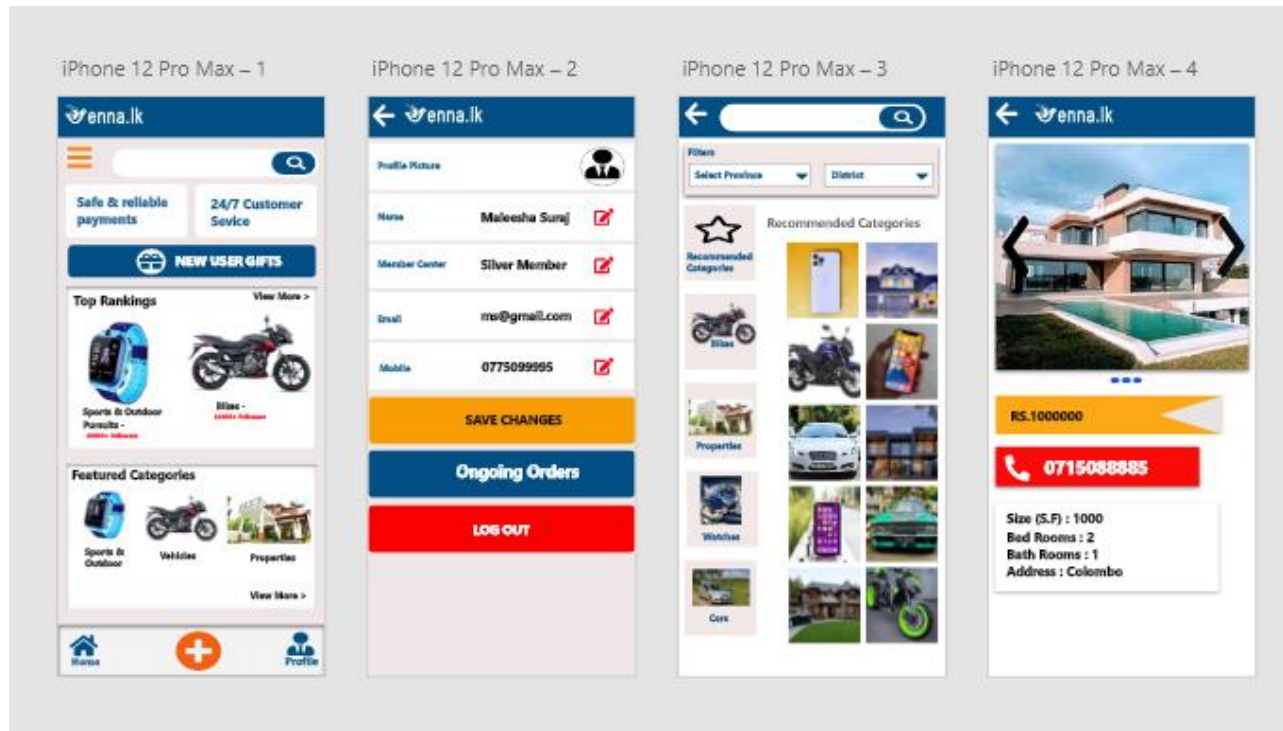 iPhone 12 Pro Max – 1
enna.lk
Safe & reliable
payments
24/7 Customer
Sevice
NEW USER GIFTS
Top Rankings
View More >
Sports & Outdoor
Pursuits -
Bikes -
Featured Categories
Sports &
Outdoor
Vehicles
Properties
View More >
Home
Profile
iPhone 12 Pro Max – 2
enna.lk
Profile Picture
Name
Maleesha Suraj
Member Center
Silver Member
Email
ms@gmail.com
Mobile
0775099995
SAVE CHANGES
Ongoing Orders
LOG OUT
iPhone 12 Pro Max – 3
Filters
Select Province
District
Recommended
Categories
Bikes
Properties
Watches
Cars
Recommended Categories
iPhone 12 Pro Max – 4
enna.lk
RS.1000000
0715088885
Size (S.F) : 1000
Bed Rooms : 2
Bath Rooms : 1
Address : Colombo